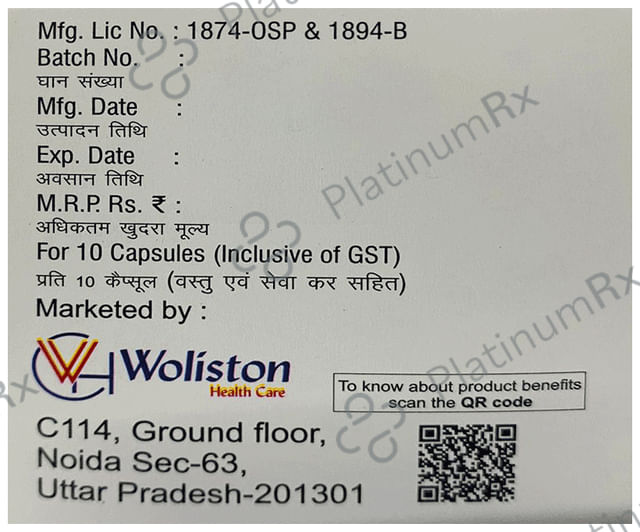 Mfg. Lic No. : 1874-OSP & 1894-B
Batch No. :
घान संख्या
Mfg. Date :
उत्पादन तिथि
Exp. Date :
अवसान तिथि
M.R.P. Rs. ₹ :
अधिकतम खुदरा मूल्य
For 10 Capsules (Inclusive of GST)
प्रति 10 कैप्सूल (वस्तु एवं सेवा कर सहित)
Marketed by :
Woliston
Health Care
To know about product benefits
scan the QR code
C114, Ground floor,
Noida Sec-63,
Uttar Pradesh-201301
PlatinumRx
PlatinumRx